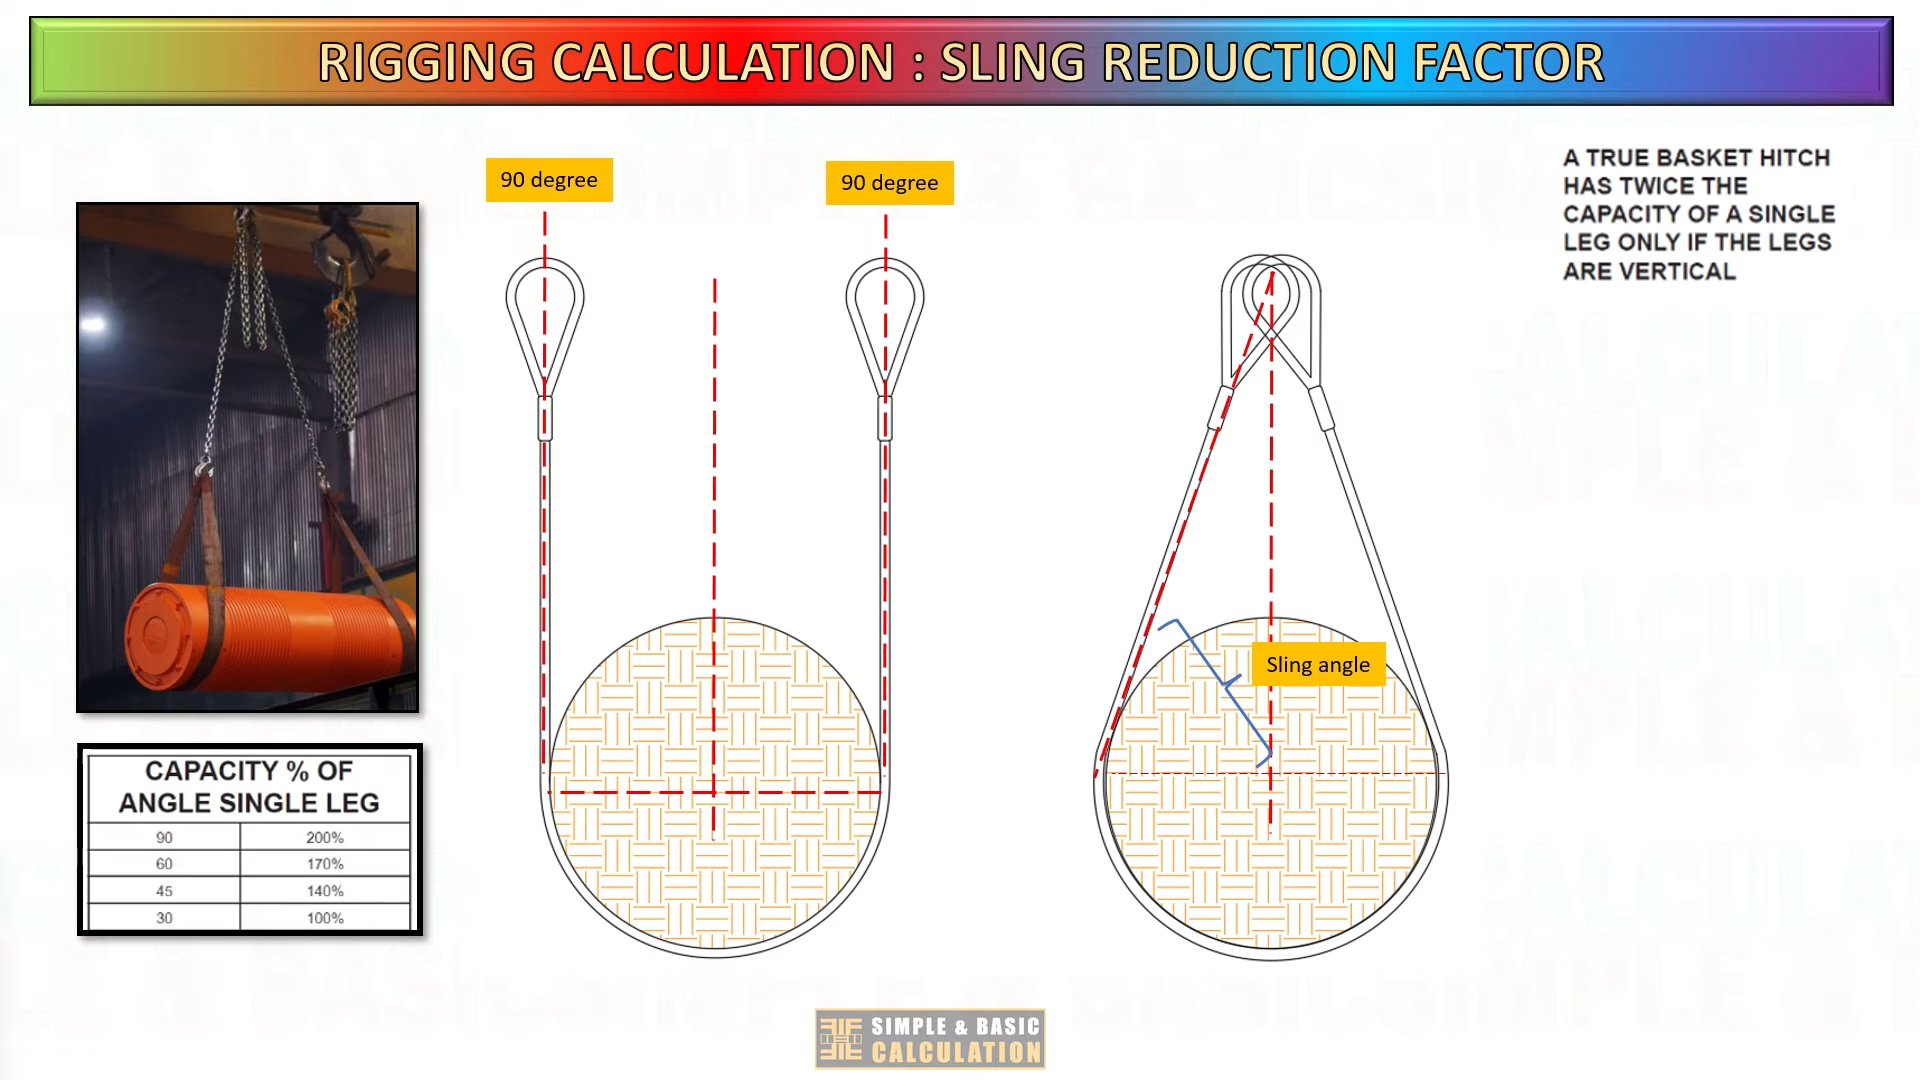 RIGGING CALCULATION : SLING REDUCTION FACTOR
90 degree
90 degree
A TRUE BASKET HITCH
HAS TWICE THE
CAPACITY OF A SINGLE
LEG ONLY IF THE LEGS
ARE VERTICAL
Sling angle
CAPACITY % OF
ANGLE SINGLE LEG
90 200%
60 170%
45 140%
30 100%
SIMPLE & BASIC
CALCULATION